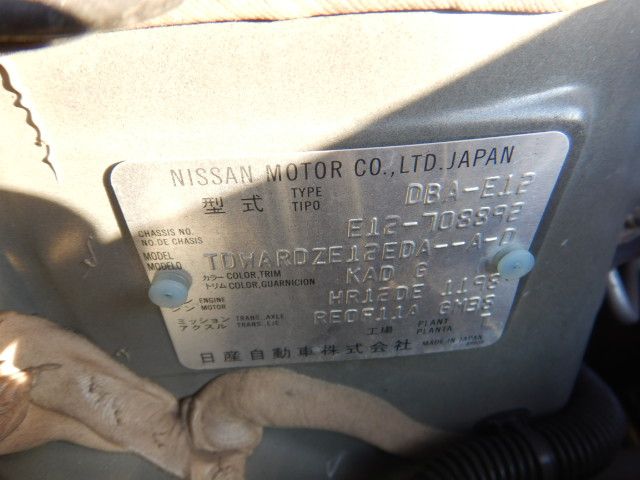 NISSAN MOTOR CO., LTD. JAPAN
型式 TYPE TIPO DBA-E12
CHASSIS NO. NO. DE CHASIS E12-708892
MODEL MODELO TDWARDZE12EDA--A-D
カラー COLOR, TRIM トリム COLOR, GUARNICION KAD G
ENGINE MOTOR HR12DE 1198
ミッション アクスル TRANS. AXLE TRANS. EJE RE0F11A GM88
工場 PLANT PLANTA
日産自動車株式会社 MADE IN JAPAN